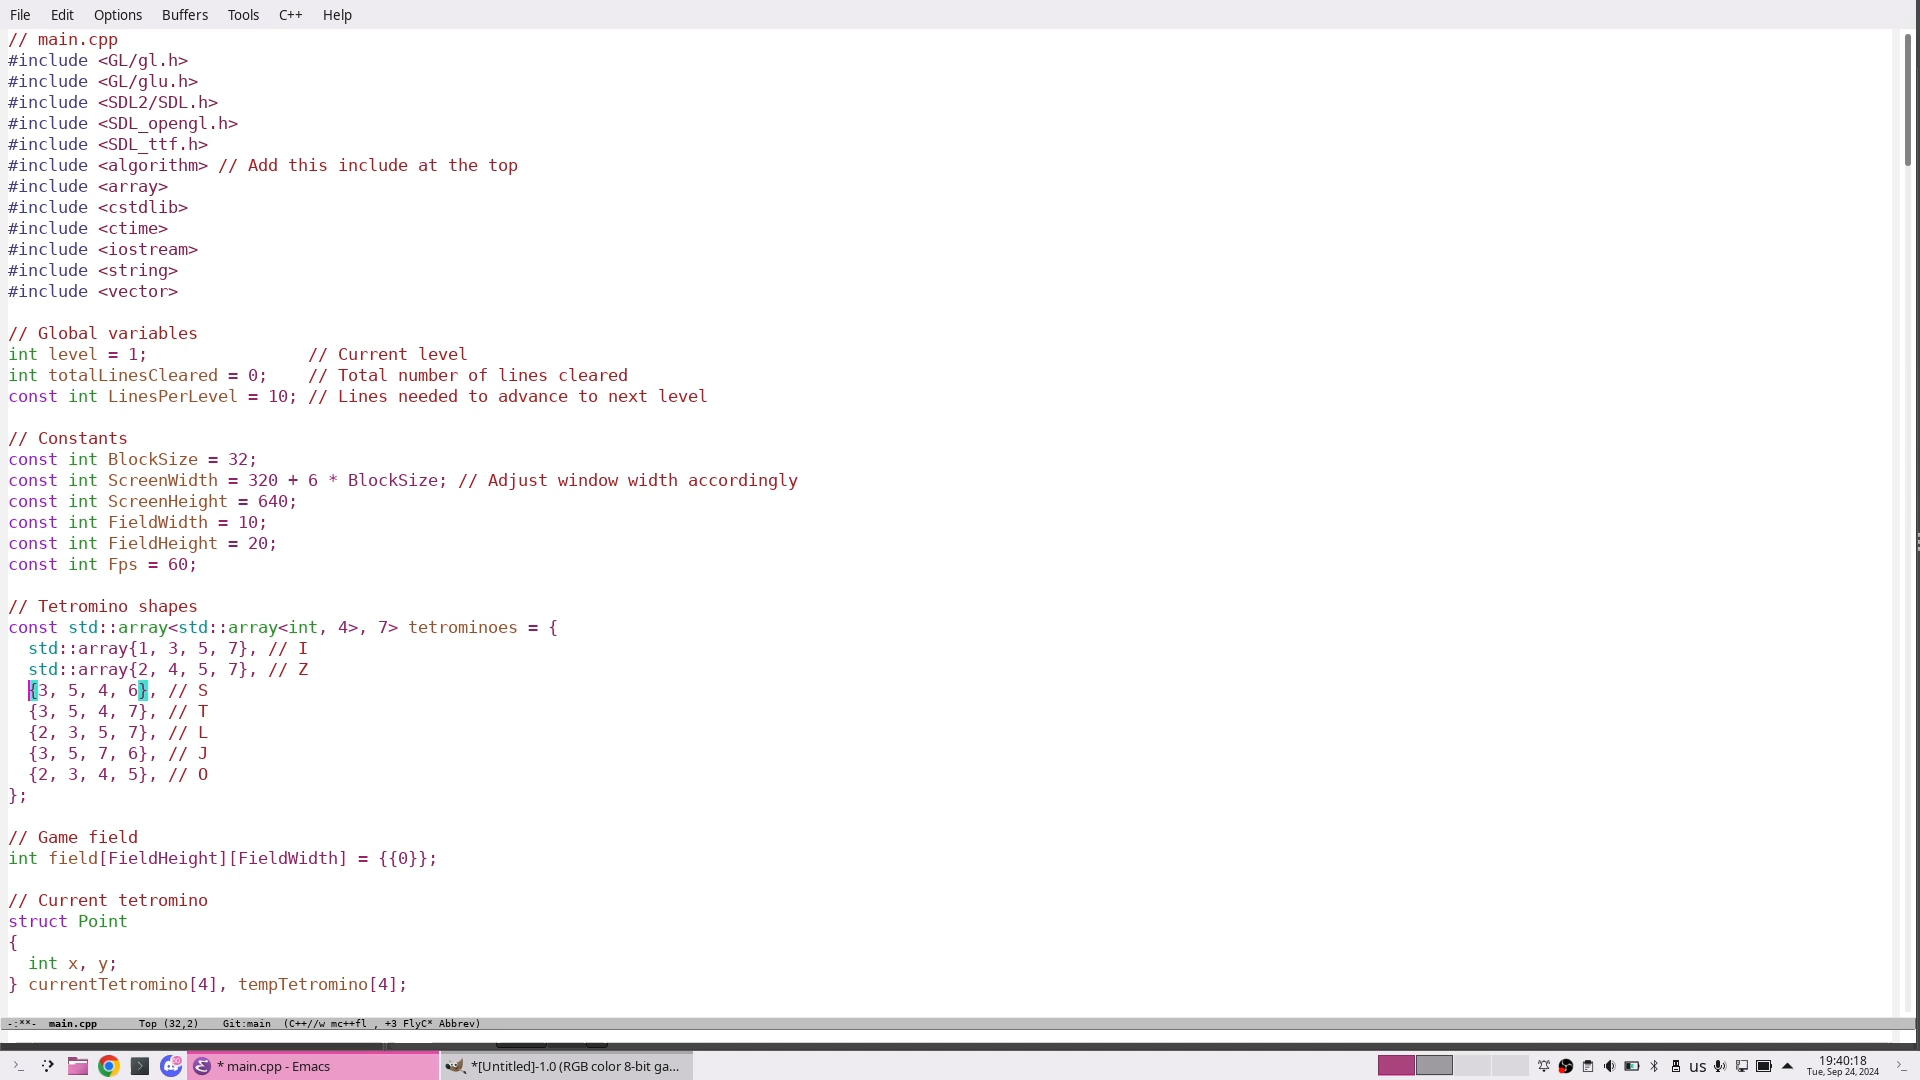 File Edit Options Buffers Tools C++ Help
// main.cpp
#include <GL/gl.h>
#include <GL/glu.h>
#include <SDL2/SDL.h>
#include <SDL_opengl.h>
#include <SDL_ttf.h>
#include <algorithm> // Add this include at the top
#include <array>
#include <cstdlib>
#include <ctime>
#include <iostream>
#include <string>
#include <vector>

// Global variables
int level = 1;                // Current level
int totalLinesCleared = 0;    // Total number of lines cleared
const int LinesPerLevel = 10; // Lines needed to advance to next level

// Constants
const int BlockSize = 32;
const int ScreenWidth = 320 + 6 * BlockSize; // Adjust window width accordingly
const int ScreenHeight = 640;
const int FieldWidth = 10;
const int FieldHeight = 20;
const int Fps = 60;

// Tetromino shapes
const std::array<std::array<int, 4>, 7> tetrominoes = {
  std::array{1, 3, 5, 7}, // I
  std::array{2, 4, 5, 7}, // Z
  {3, 5, 4, 6}, // S
  {3, 5, 4, 7}, // T
  {2, 3, 5, 7}, // L
  {3, 5, 7, 6}, // J
  {2, 3, 4, 5}, // O
};

// Game field
int field[FieldHeight][FieldWidth] = {{0}};

// Current tetromino
struct Point
{
  int x, y;
} currentTetromino[4], tempTetromino[4];
-:**-  main.cpp       Top (32,2)    Git:main  (C++//w mc++fl , +3 FlyC* Abbrev)
* main.cpp - Emacs
*[Untitled]-1.0 (RGB color 8-bit ga...
us
19:40:18
Tue, Sep 24, 2024